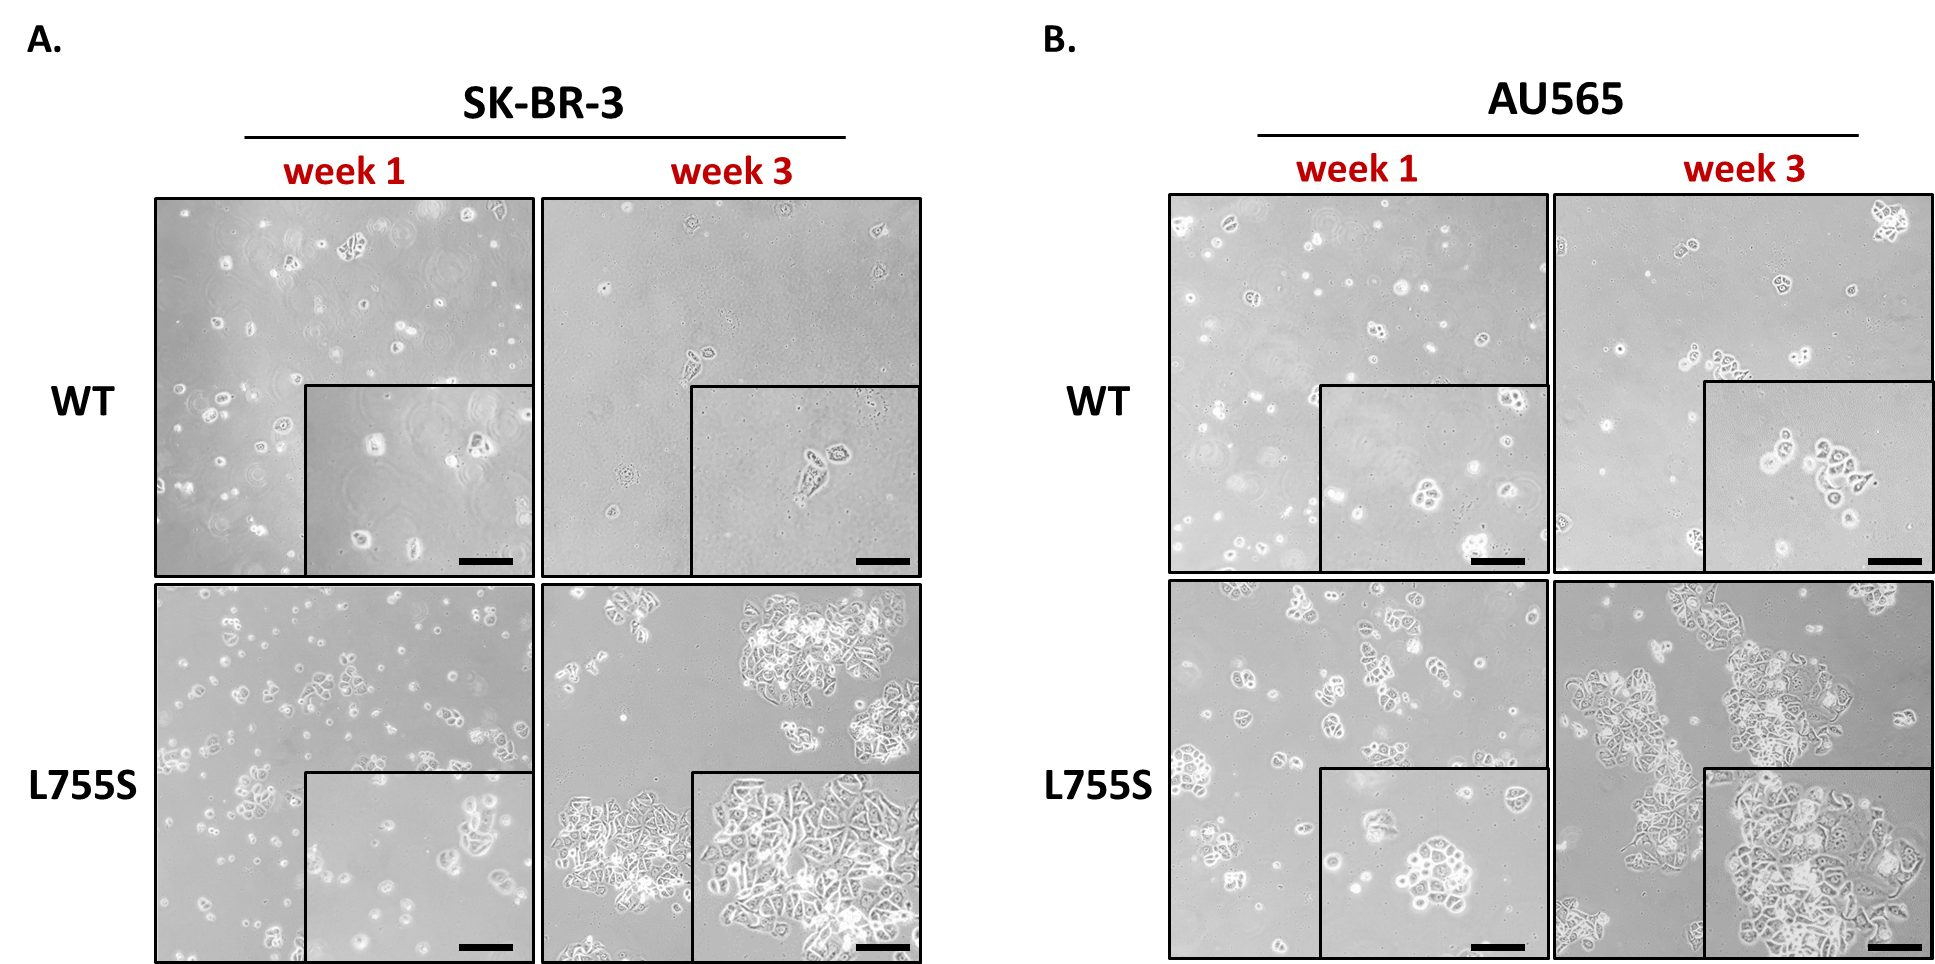 A.
SK-BR-3
week 1
week 3
WT
L755S
B.
AU565
week 1
week 3
WT
L755S